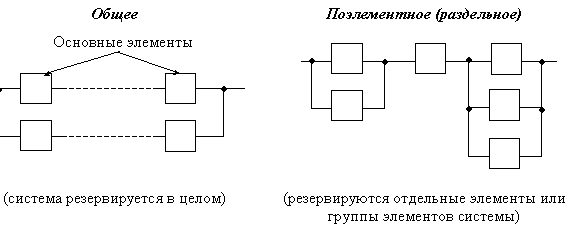 Общее
Поэлементное (раздельное)
Основные элементы
(система резервируется в целом)
(резервируются отдельные элементы или
группы элементов системы)